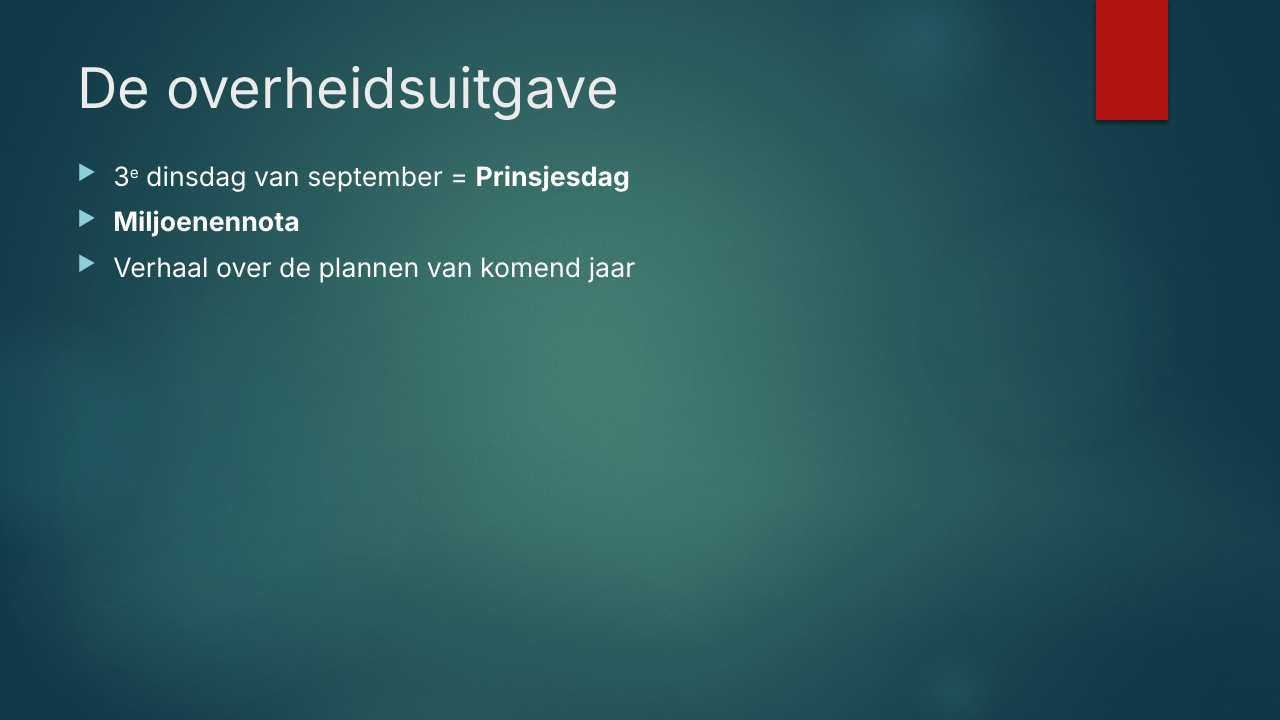 De overheidsuitgave
3e dinsdag van september = Prinsjesdag
Miljoenennota
Verhaal over de plannen van komend jaar